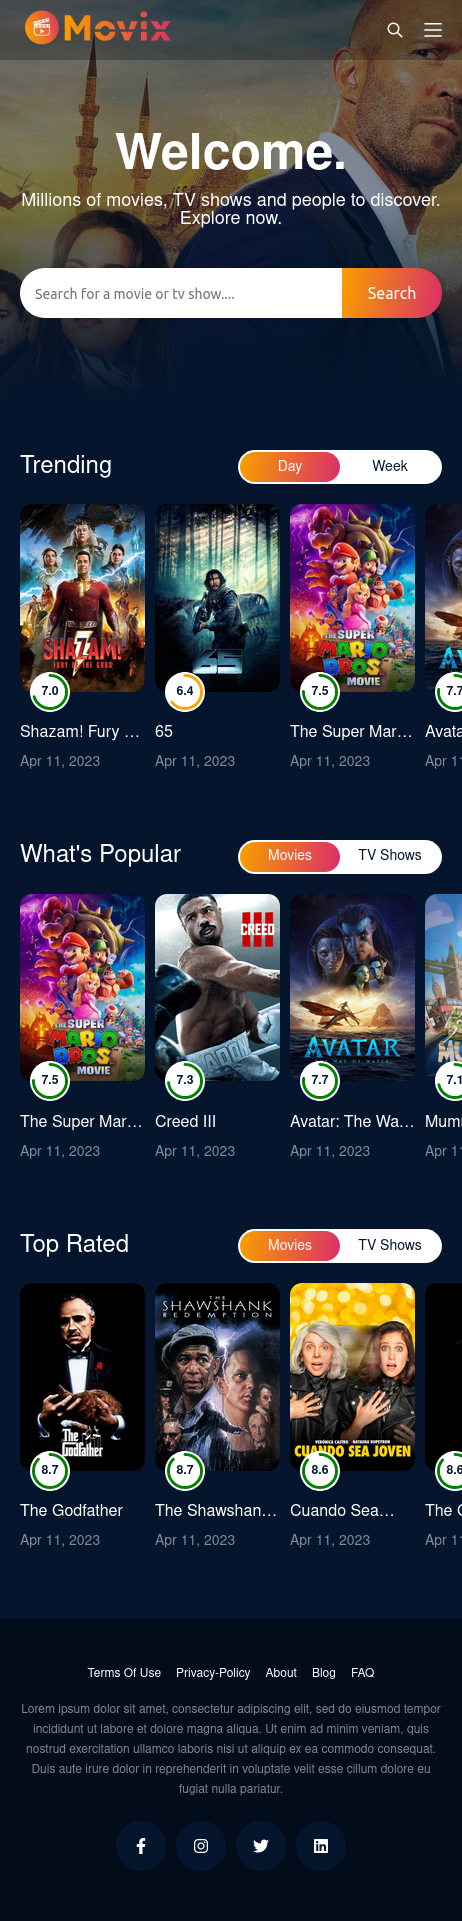 Movix
Welcome.
Millions of movies, TV shows and people to discover.
Explore now.
Search for a movie or tv show....
Search
Trending
Day
Week
SHAZAM!
FURY OF THE GODS
65
THE SUPER
MARIO
BROS
MOVIE
7.0
6.4
7.5
7.7
Shazam! Fury ...
65
The Super Mar...
Apr 11, 2023
Apr 11, 2023
Apr 11, 2023
What's Popular
Movies
TV Shows
THE SUPER
MARIO
BROS
MOVIE
CREED
III
AVATAR
WAY OF WATER
7.5
7.3
7.7
7.1
The Super Mar...
Creed III
Avatar: The Wa...
Apr 11, 2023
Apr 11, 2023
Apr 11, 2023
Top Rated
Movies
TV Shows
The
Godfather
THE
SHAWSHANK
REDEMPTION
VERÓNICA CASTRO
NATASHA DUPEYRÓN
CUANDO SEA JOVEN
8.7
8.7
8.6
8.6
The Godfather
The Shawshan...
Cuando Sea...
Apr 11, 2023
Apr 11, 2023
Apr 11, 2023
Terms Of Use
Privacy-Policy
About
Blog
FAQ
Lorem ipsum dolor sit amet, consectetur adipiscing elit, sed do eiusmod tempor
incididunt ut labore et dolore magna aliqua. Ut enim ad minim veniam, quis
nostrud exercitation ullamco laboris nisi ut aliquip ex ea commodo consequat.
Duis aute irure dolor in reprehenderit in voluptate velit esse cillum dolore eu
fugiat nulla pariatur.